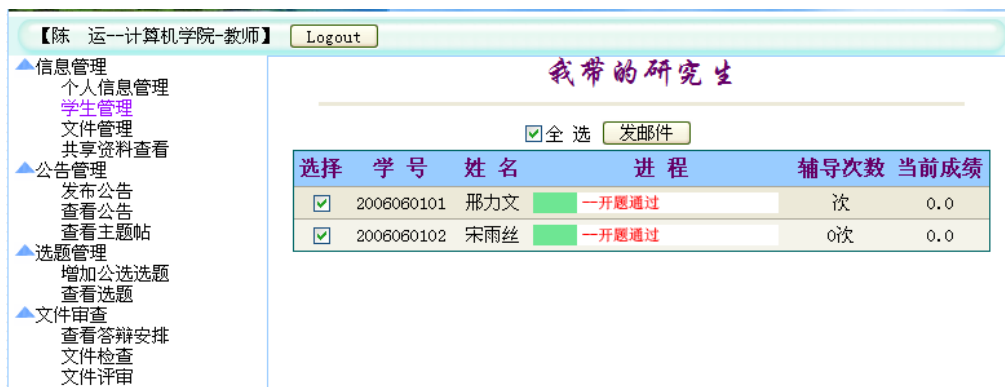 【陈 运--计算机学院-教师】 Logout
信息管理
个人信息管理
学生管理
文件管理
共享资料查看
公告管理
发布公告
查看公告
查看主题帖
选题管理
增加公选选题
查看选题
文件审查
查看答辩安排
文件检查
文件评审
我带的研究生
全 选 发邮件
选择 学 号 姓 名 进 程 辅导次数 当前成绩
2006060101 邢力文 --开题通过 次 0.0
2006060102 宋雨丝 --开题通过 0次 0.0